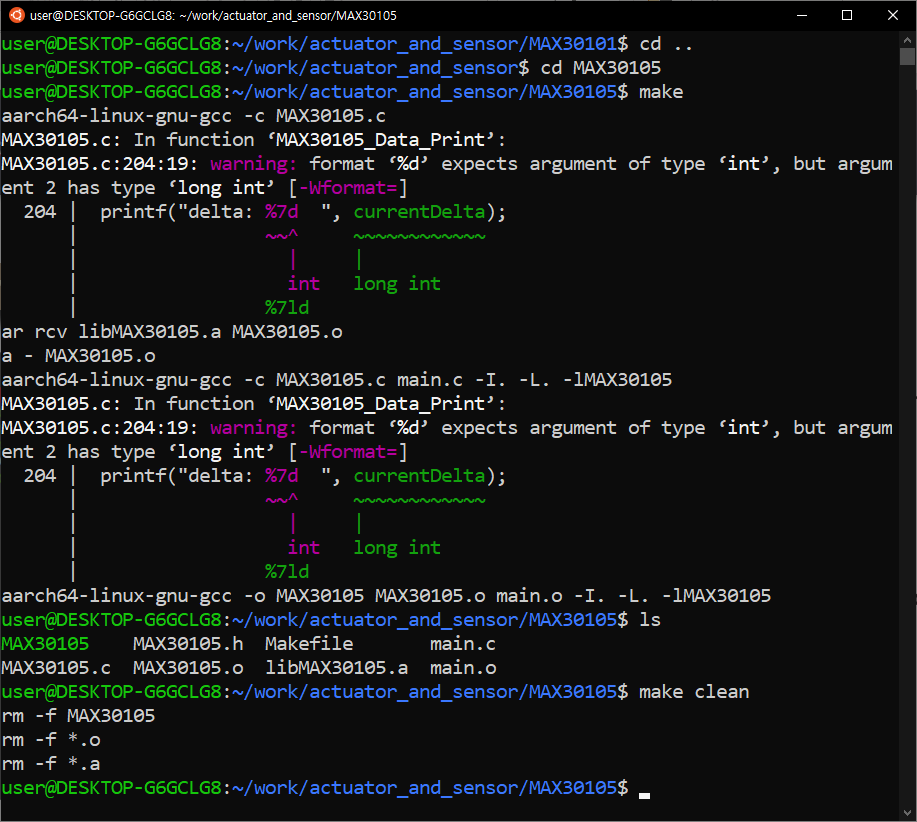 user@DESKTOP-G6GCLG8: ~/work/actuator_and_sensor/MAX30105
user@DESKTOP-G6GCLG8:~/work/actuator_and_sensor/MAX30101$ cd ..
user@DESKTOP-G6GCLG8:~/work/actuator_and_sensor$ cd MAX30105
user@DESKTOP-G6GCLG8:~/work/actuator_and_sensor/MAX30105$ make
aarch64-linux-gnu-gcc -c MAX30105.c
MAX30105.c: In function ‘MAX30105_Data_Print’:
MAX30105.c:204:19: warning: format ‘%d’ expects argument of type ‘int’, but argum
ent 2 has type ‘long int’ [-Wformat=]
  204 |  printf("delta: %7d  ", currentDelta);
      |                 ~~^     ~~~~~~~~~~~~
      |                   |     |
      |                   int   long int
      |                 %7ld
ar rcv libMAX30105.a MAX30105.o
a - MAX30105.o
aarch64-linux-gnu-gcc -c MAX30105.c main.c -I. -L. -lMAX30105
MAX30105.c: In function ‘MAX30105_Data_Print’:
MAX30105.c:204:19: warning: format ‘%d’ expects argument of type ‘int’, but argum
ent 2 has type ‘long int’ [-Wformat=]
  204 |  printf("delta: %7d  ", currentDelta);
      |                 ~~^     ~~~~~~~~~~~~
      |                   |     |
      |                   int   long int
      |                 %7ld
aarch64-linux-gnu-gcc -o MAX30105 MAX30105.o main.o -I. -L. -lMAX30105
user@DESKTOP-G6GCLG8:~/work/actuator_and_sensor/MAX30105$ ls
MAX30105    MAX30105.h  Makefile       main.c
MAX30105.c  MAX30105.o  libMAX30105.a  main.o
user@DESKTOP-G6GCLG8:~/work/actuator_and_sensor/MAX30105$ make clean
rm -f MAX30105
rm -f *.o
rm -f *.a
user@DESKTOP-G6GCLG8:~/work/actuator_and_sensor/MAX30105$